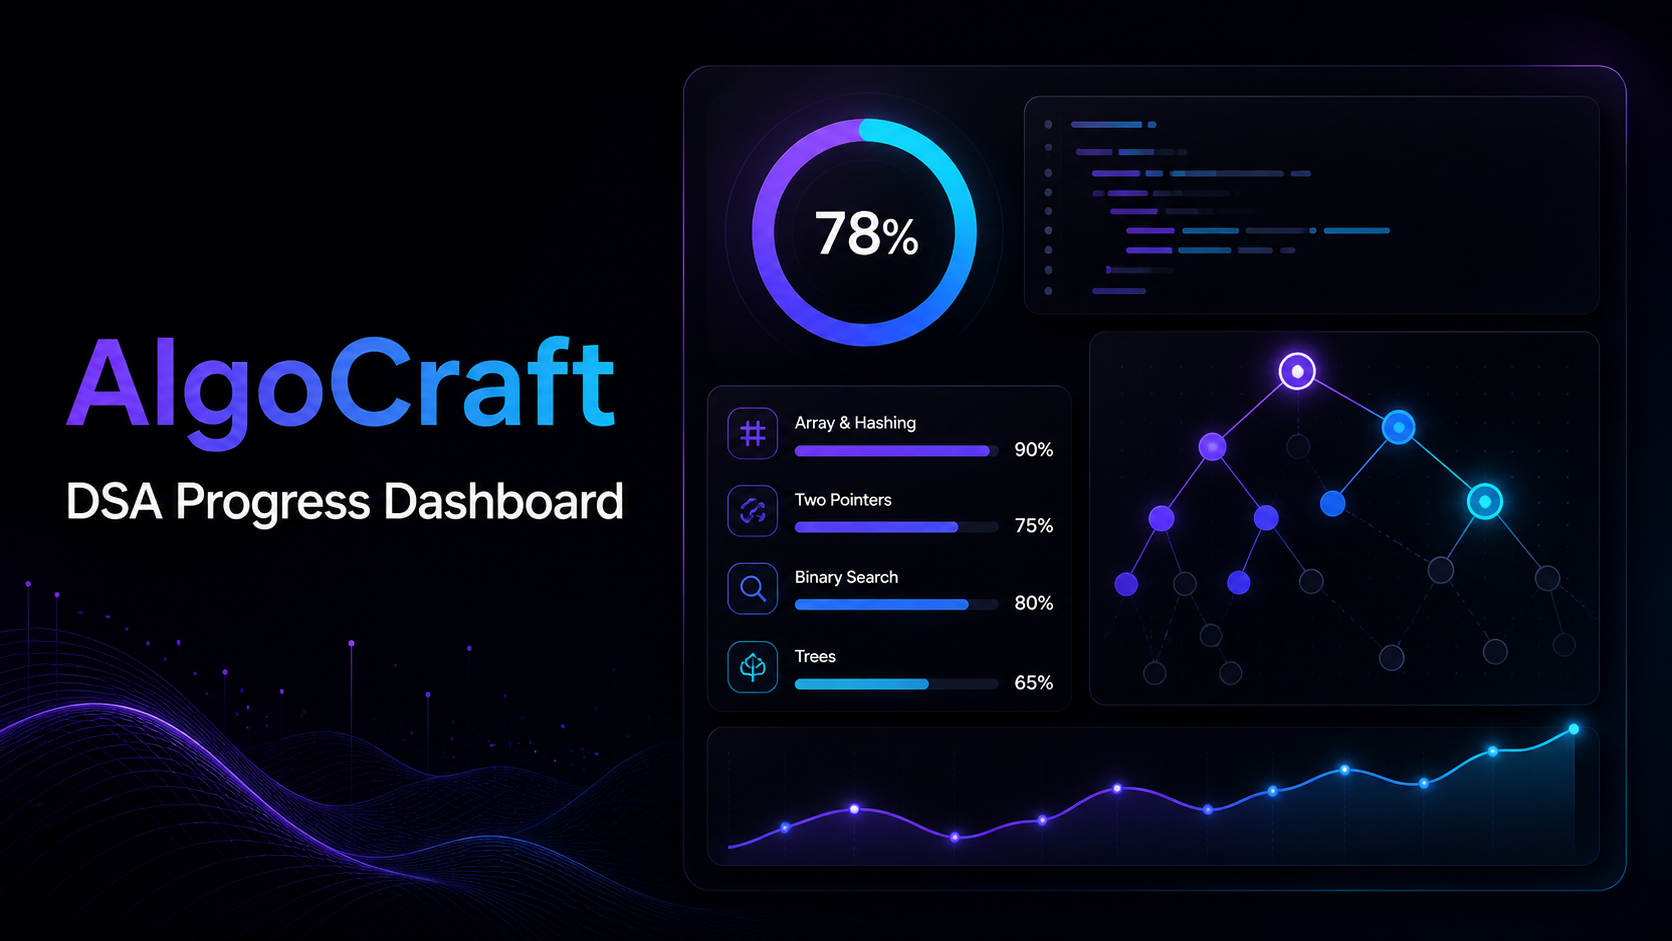 AlgoCraft
DSA Progress Dashboard
78%
Array & Hashing
90%
Two Pointers
75%
Binary Search
80%
Trees
65%